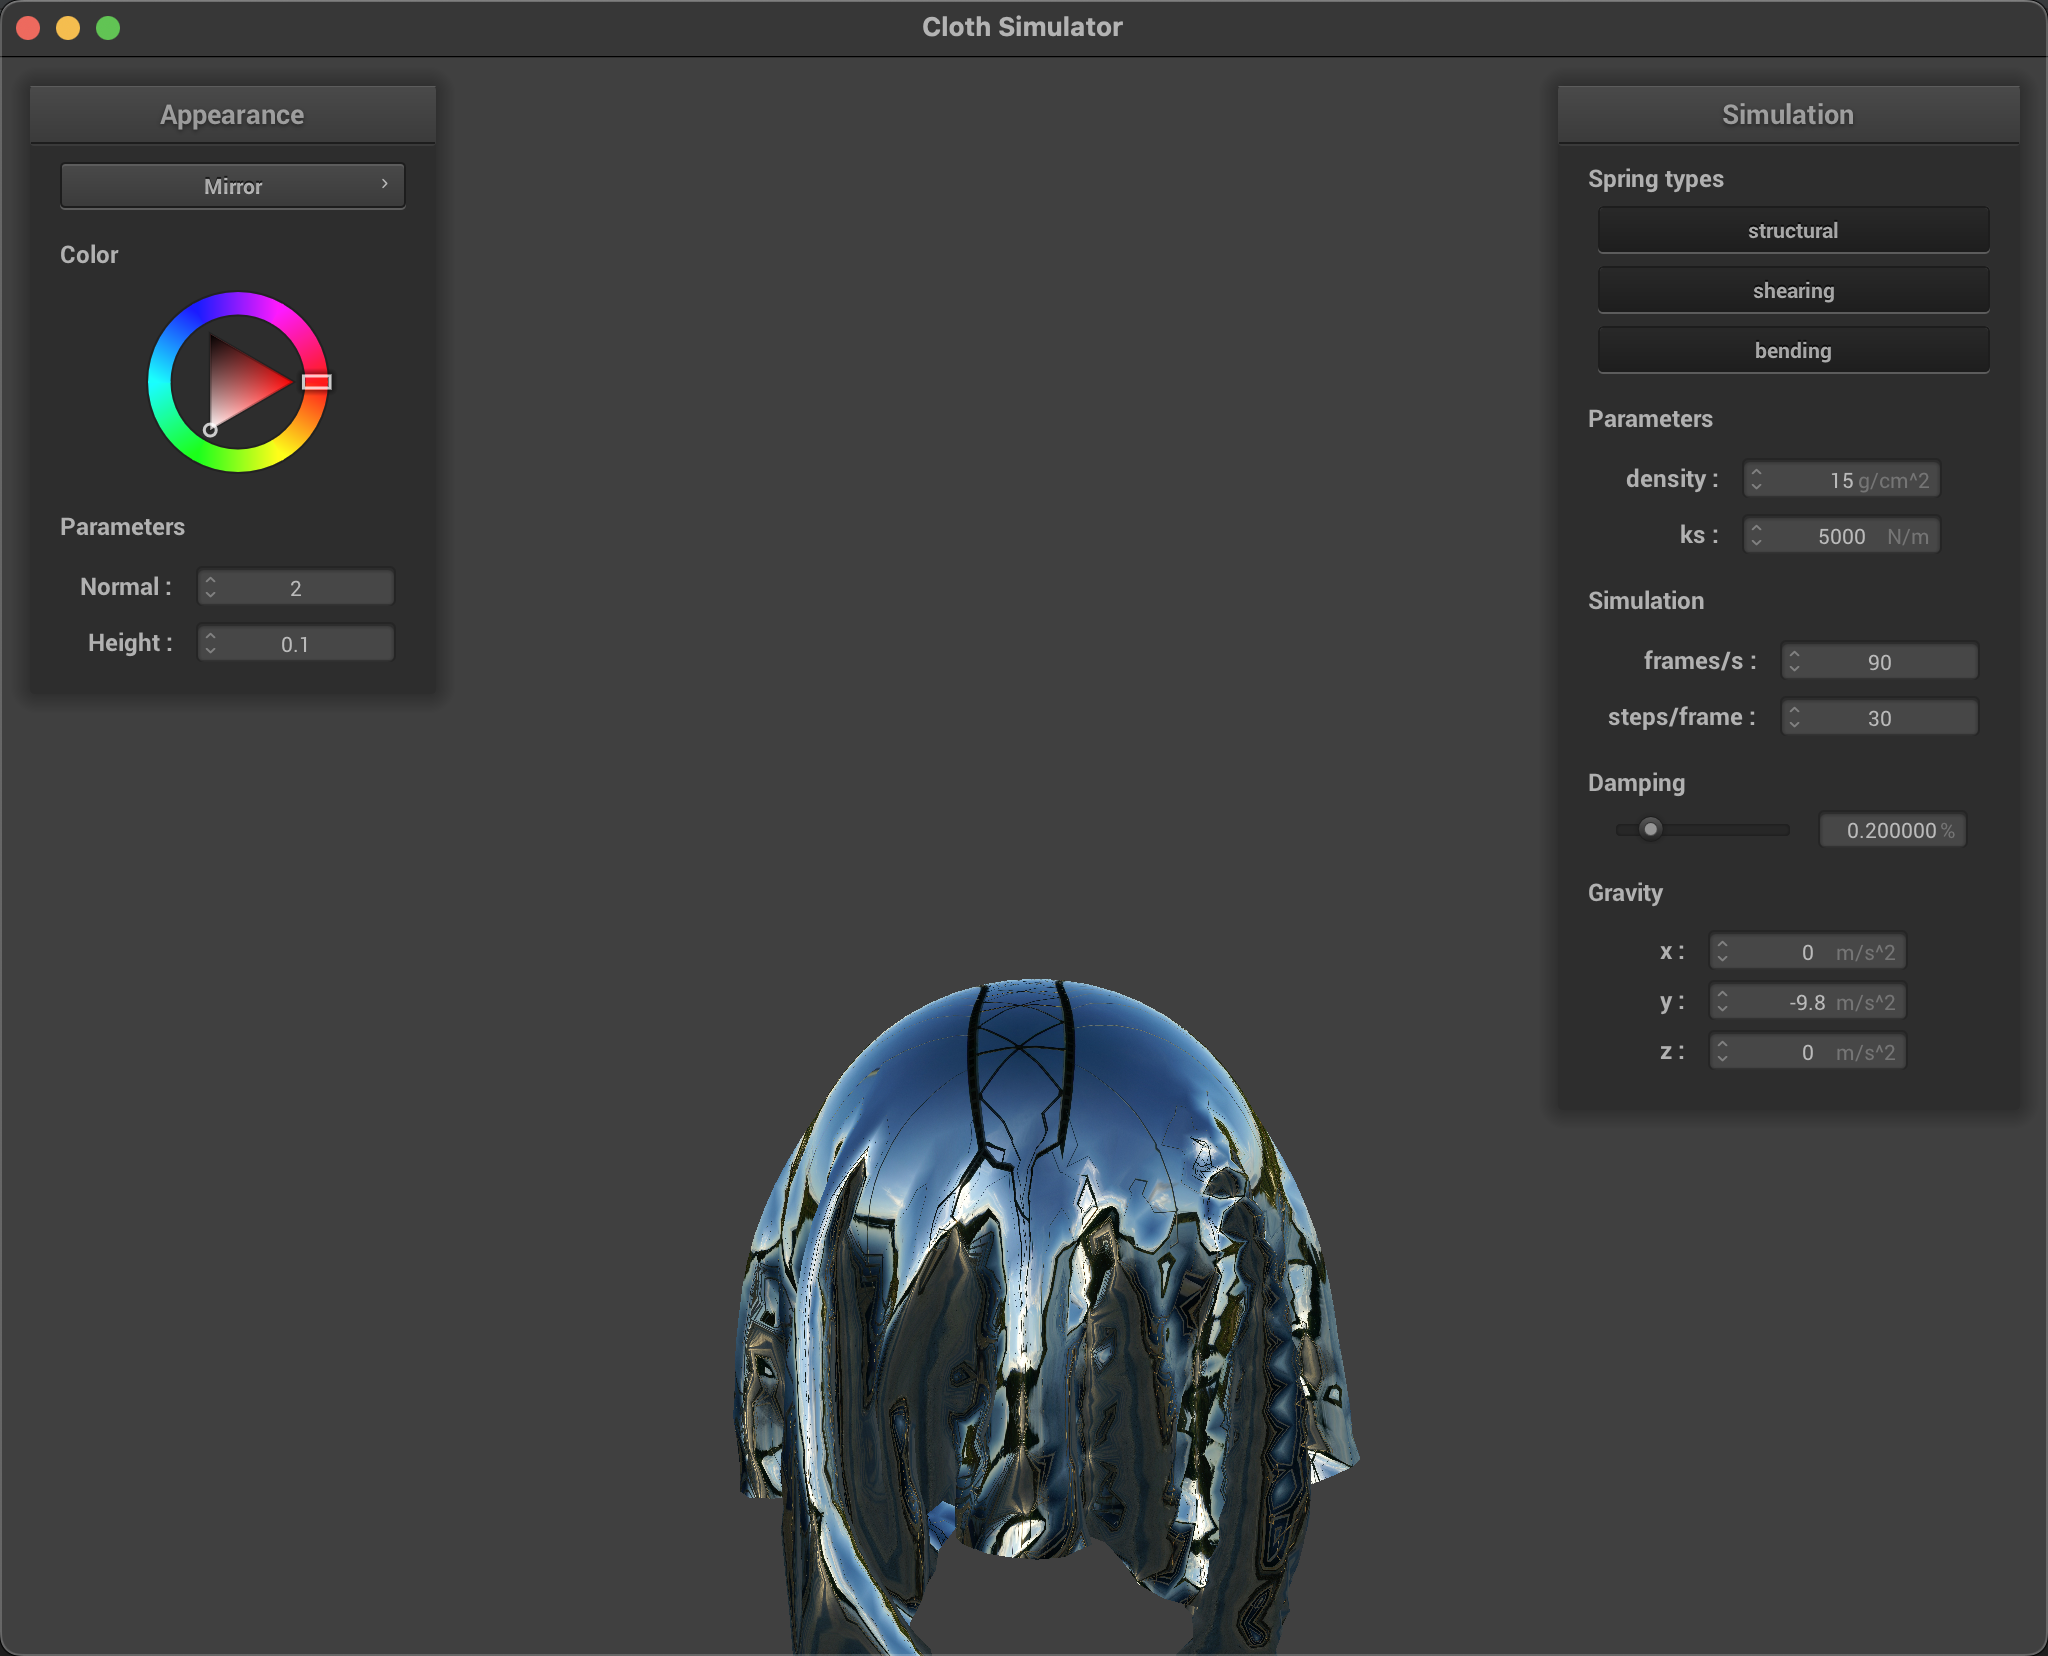 Cloth Simulator
Appearance
Mirror
Color
Parameters
Normal : 2
Height : 0.1
Simulation
Spring types
structural
shearing
bending
Parameters
density : 15 g/cm^2
ks : 5000 N/m
Simulation
frames/s : 90
steps/frame : 30
Damping
0.200000 %
Gravity
x : 0 m/s^2
y : -9.8 m/s^2
z : 0 m/s^2